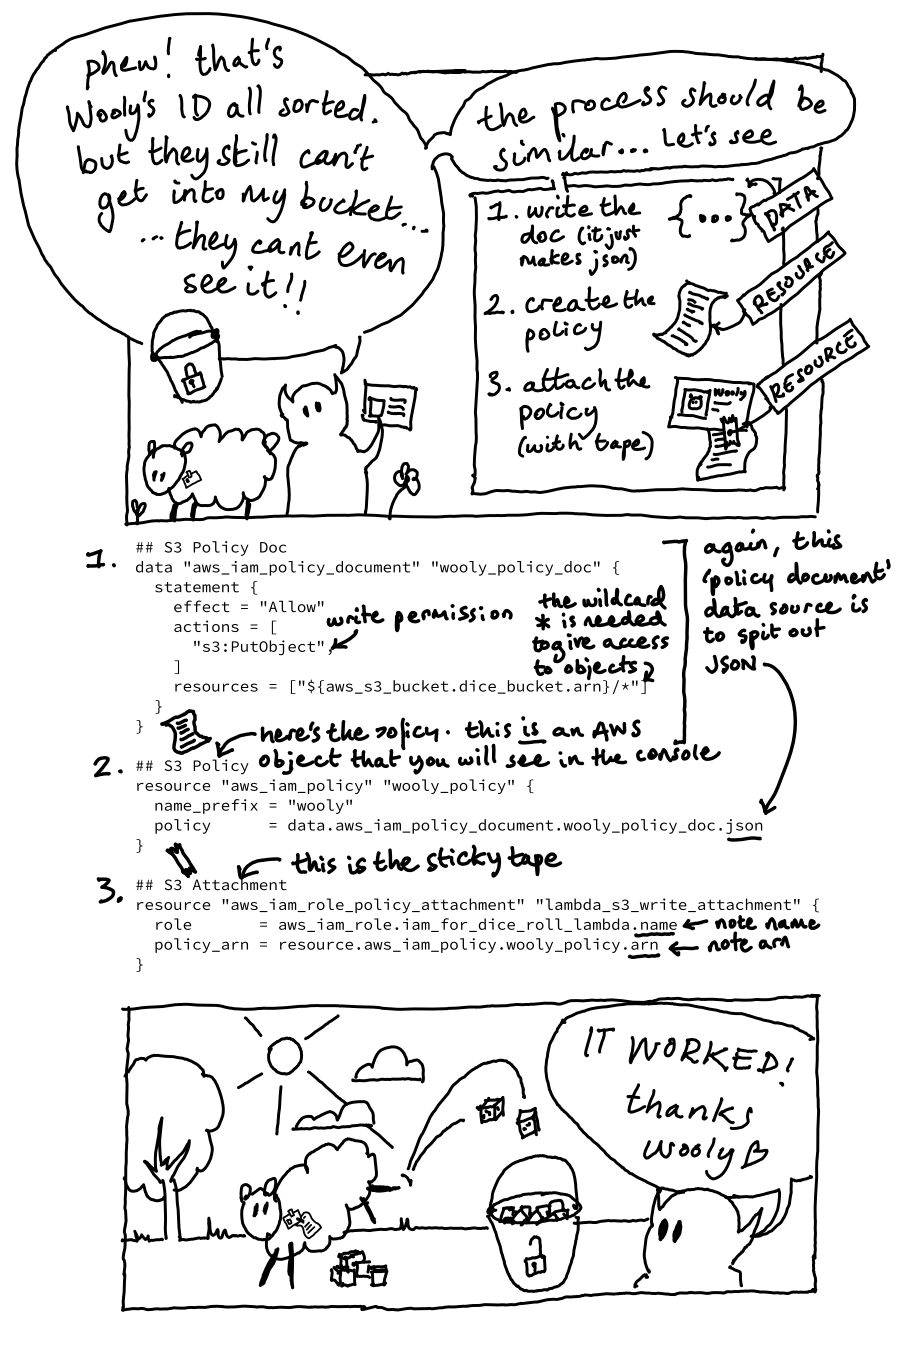 phew! that's
Wooly's ID all sorted.
but they still can't
get into my bucket...
... they cant even
see it!!
the process should be
similar... Let's see
1. write the
doc (it just
makes json)
{...}
DATA
2. create the
policy
RESOURCE
3. attach the
policy
(with tape)
Wooly
RESOURCE
1.
## S3 Policy Doc
data "aws_iam_policy_document" "wooly_policy_doc" {
statement {
effect = "Allow"
actions = [
"s3:PutObject",
]
resources = ["${aws_s3_bucket.dice_bucket.arn}/*"]
}
}
write permission
the wildcard
* is needed
to give access
to objects
again, this
'policy document'
data source is
to spit out
JSON
here's the policy. this is an AWS
object that you will see in the console
2.
## S3 Policy
resource "aws_iam_policy" "wooly_policy" {
name_prefix = "wooly"
policy      = data.aws_iam_policy_document.wooly_policy_doc.json
}
this is the sticky tape
3.
## S3 Attachment
resource "aws_iam_role_policy_attachment" "lambda_s3_write_attachment" {
role       = aws_iam_role.iam_for_dice_roll_lambda.name
note name
policy_arn = resource.aws_iam_policy.wooly_policy.arn
note arn
}
IT WORKED!
thanks
wooly